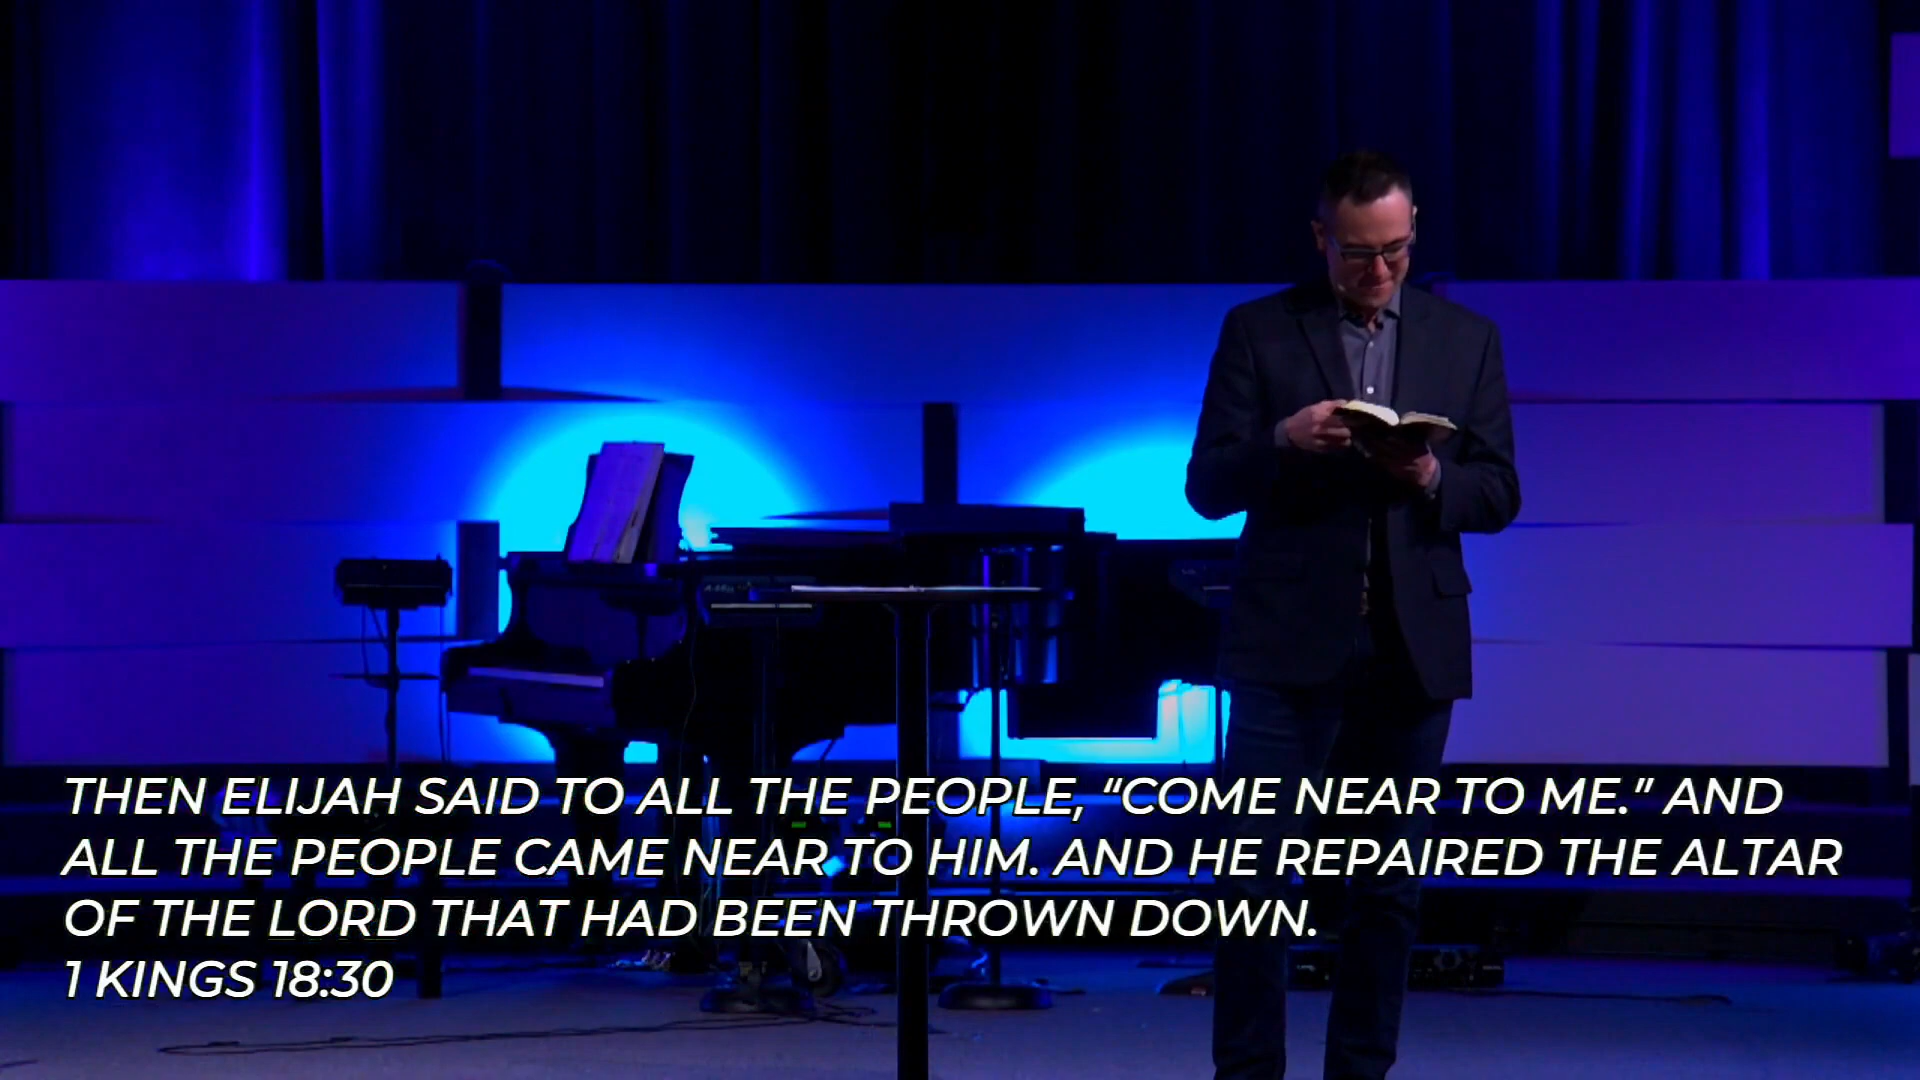 THEN ELIJAH SAID TO ALL THE PEOPLE, “COME NEAR TO ME.” AND
ALL THE PEOPLE CAME NEAR TO HIM. AND HE REPAIRED THE ALTAR
OF THE LORD THAT HAD BEEN THROWN DOWN.
1 KINGS 18:30